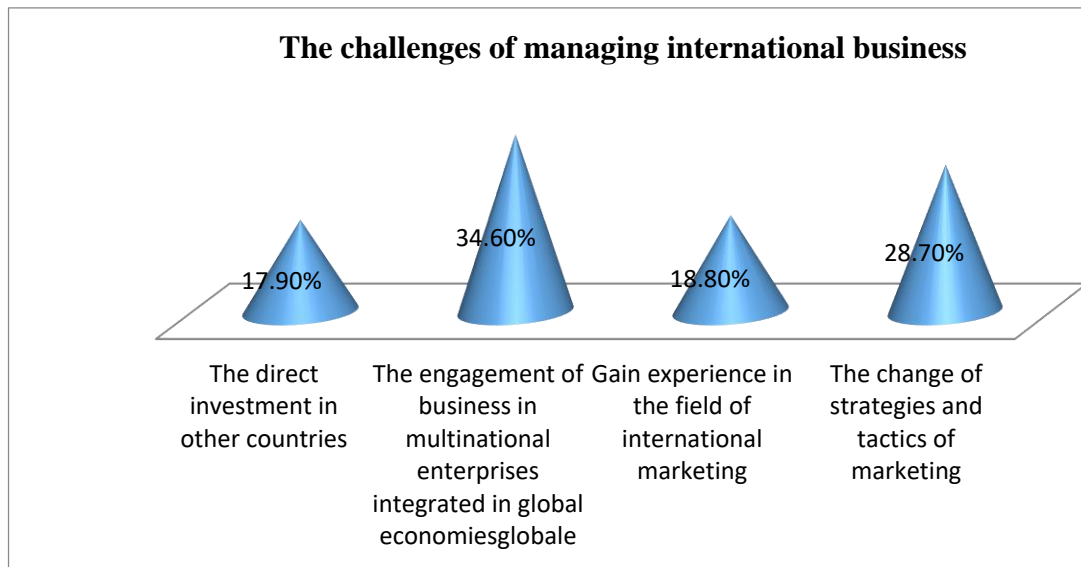 The challenges of managing international business
17.90%
34.60%
18.80%
28.70%
The direct
investment in
other countries
The engagement of
business in
multinational
enterprises
integrated in global
economiesglobale
Gain experience in
the field of
international
marketing
The change of
strategies and
tactics of
marketing